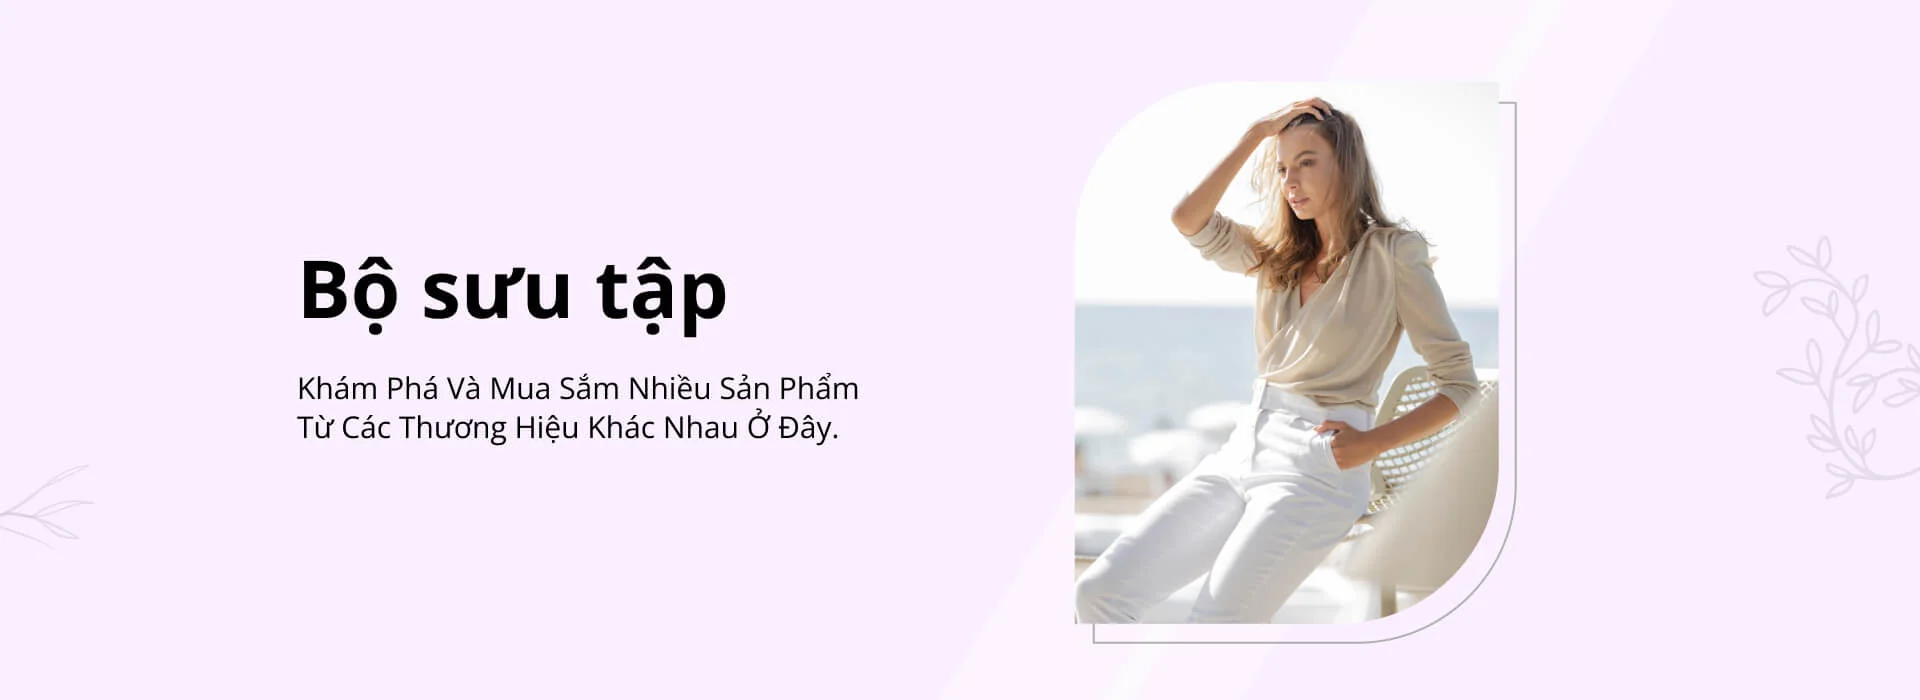 Bộ sưu tập
Khám Phá Và Mua Sắm Nhiều Sản Phẩm
Từ Các Thương Hiệu Khác Nhau Ở Đây.